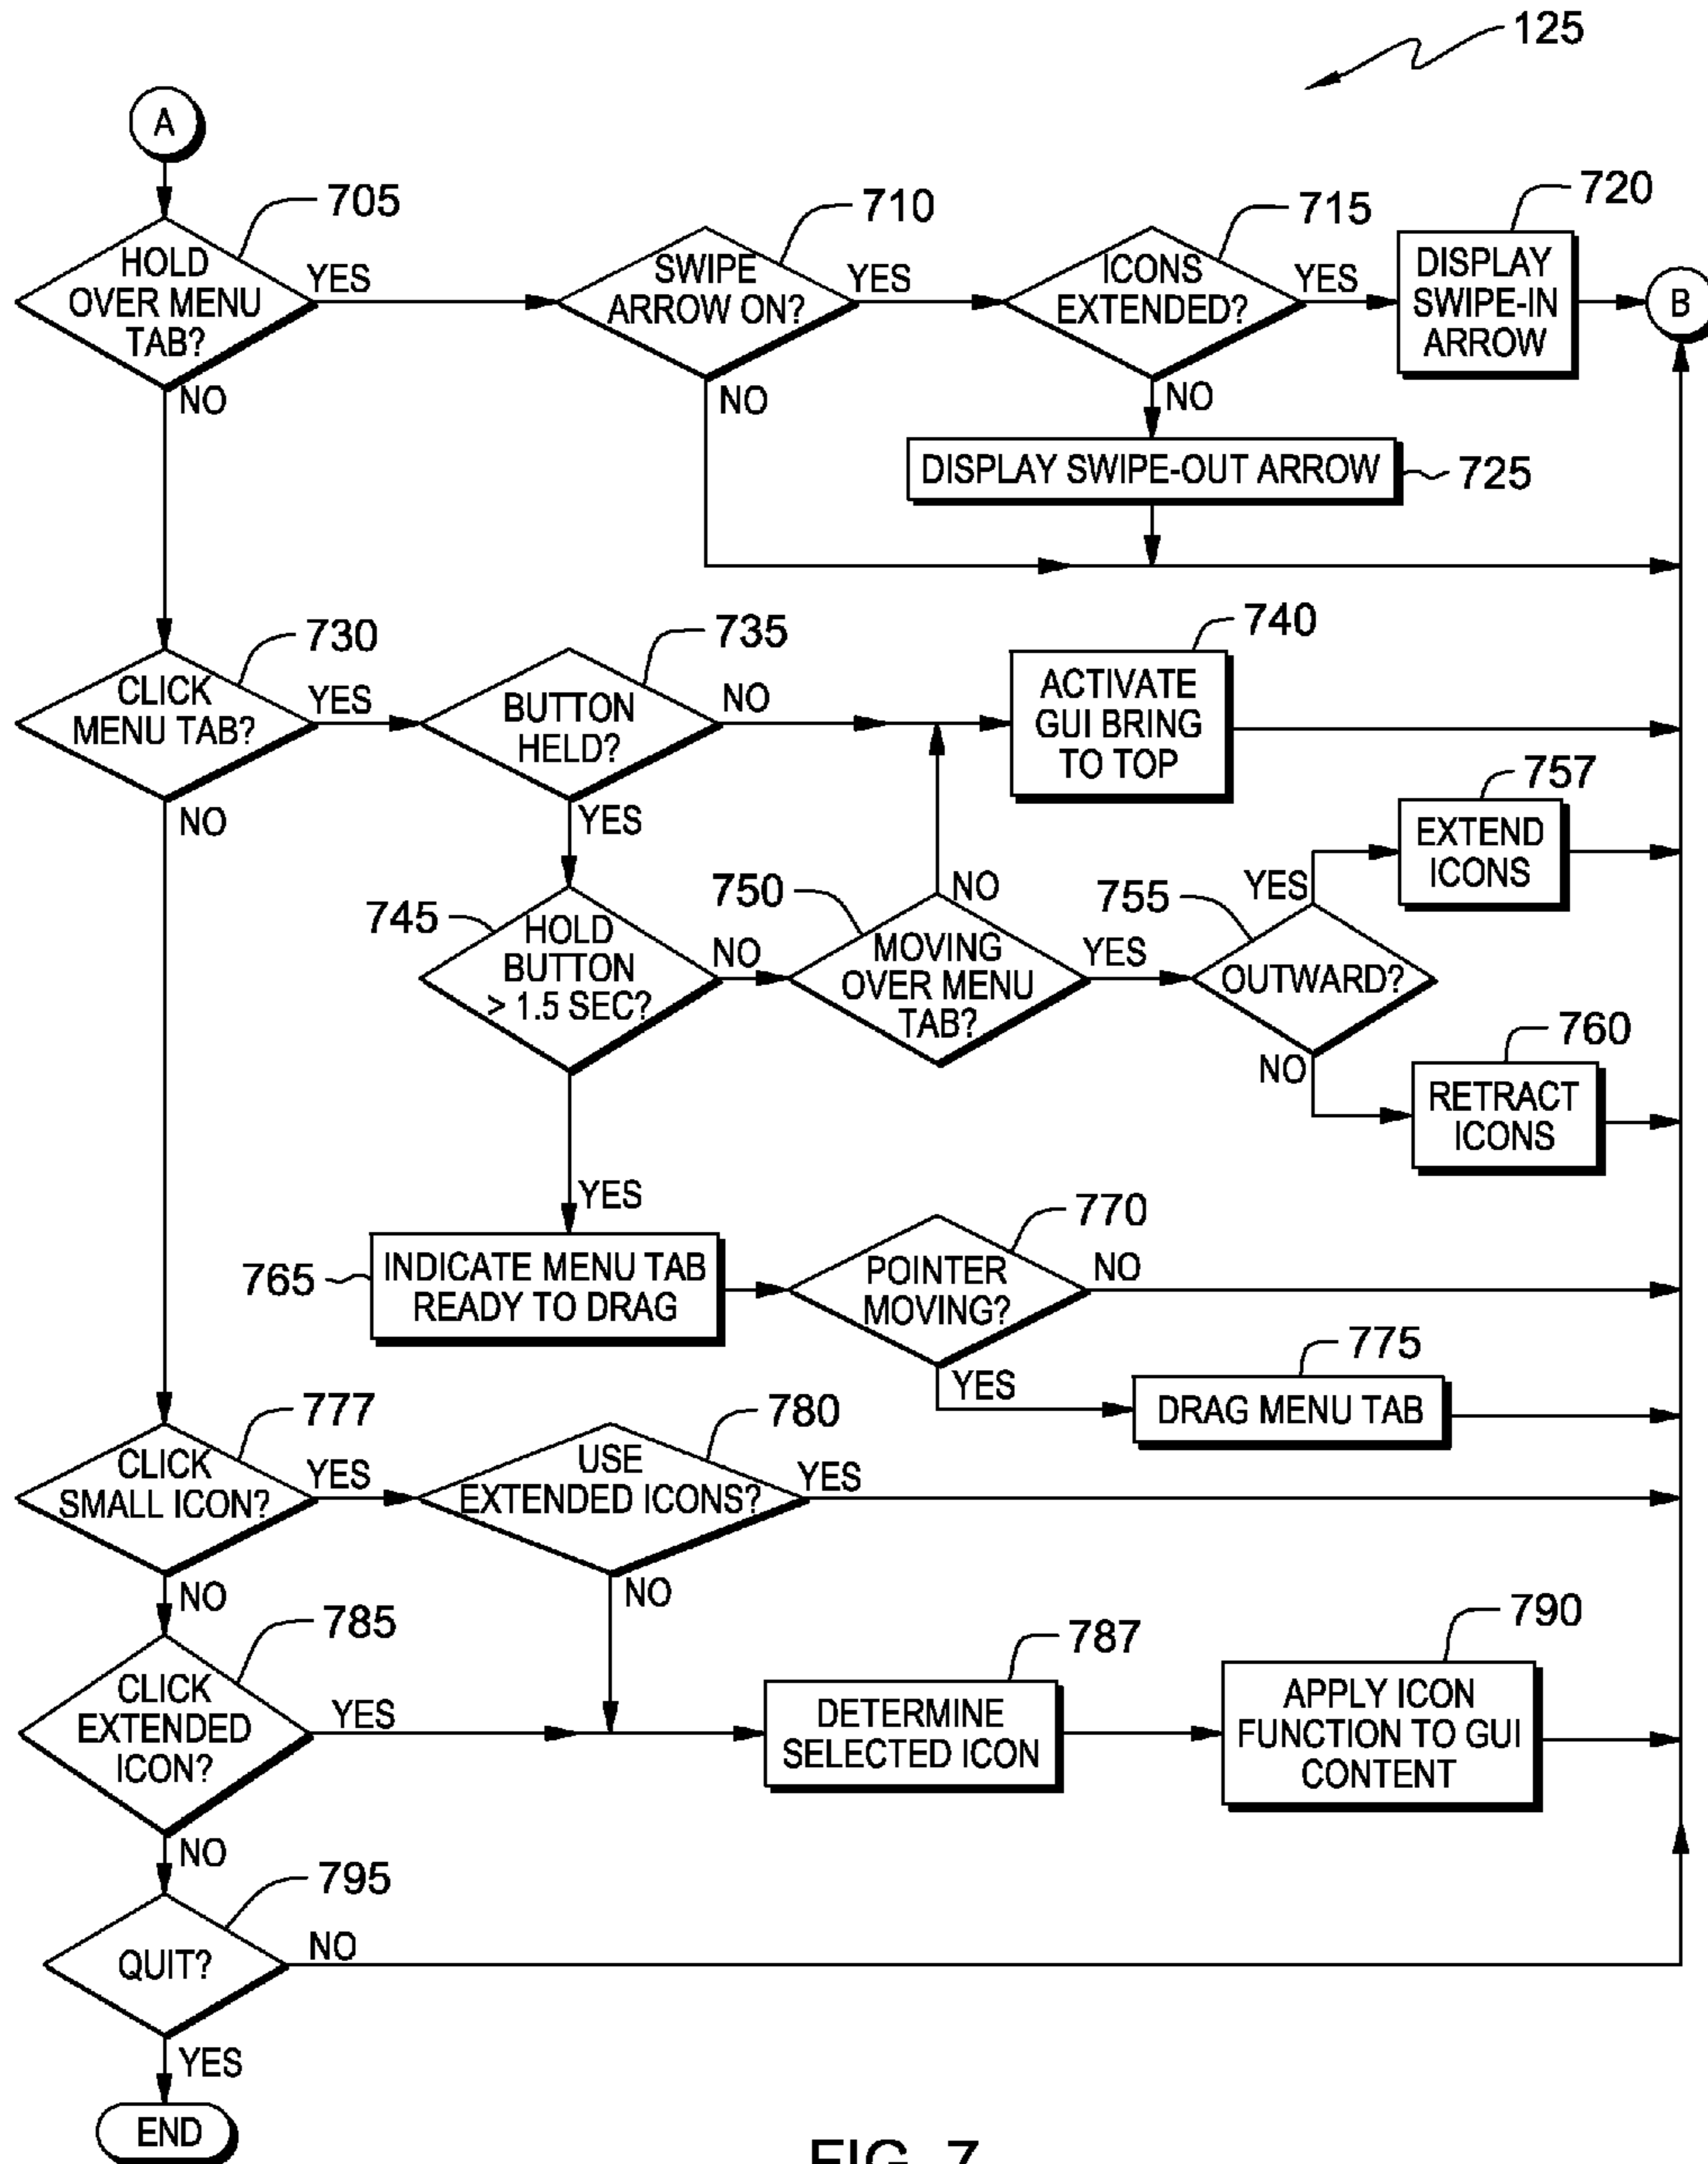 125
A
705
HOLD
OVER MENU
TAB?
YES
NO
710
SWIPE
ARROW ON?
YES
NO
715
ICONS
EXTENDED?
YES
NO
720
DISPLAY
SWIPE-IN
ARROW
B
DISPLAY SWIPE-OUT ARROW
725
730
CLICK
MENU TAB?
YES
NO
735
BUTTON
HELD?
NO
YES
740
ACTIVATE
GUI BRING
TO TOP
745
HOLD
BUTTON
> 1.5 SEC?
NO
YES
750
MOVING
OVER MENU
TAB?
NO
YES
755
OUTWARD?
YES
NO
757
EXTEND
ICONS
760
RETRACT
ICONS
765
INDICATE MENU TAB
READY TO DRAG
770
POINTER
MOVING?
NO
YES
775
DRAG MENU TAB
777
CLICK
SMALL ICON?
YES
NO
780
USE
EXTENDED ICONS?
YES
NO
785
CLICK
EXTENDED
ICON?
YES
NO
787
DETERMINE
SELECTED ICON
790
APPLY ICON
FUNCTION TO GUI
CONTENT
795
QUIT?
NO
YES
END
FIG. 7